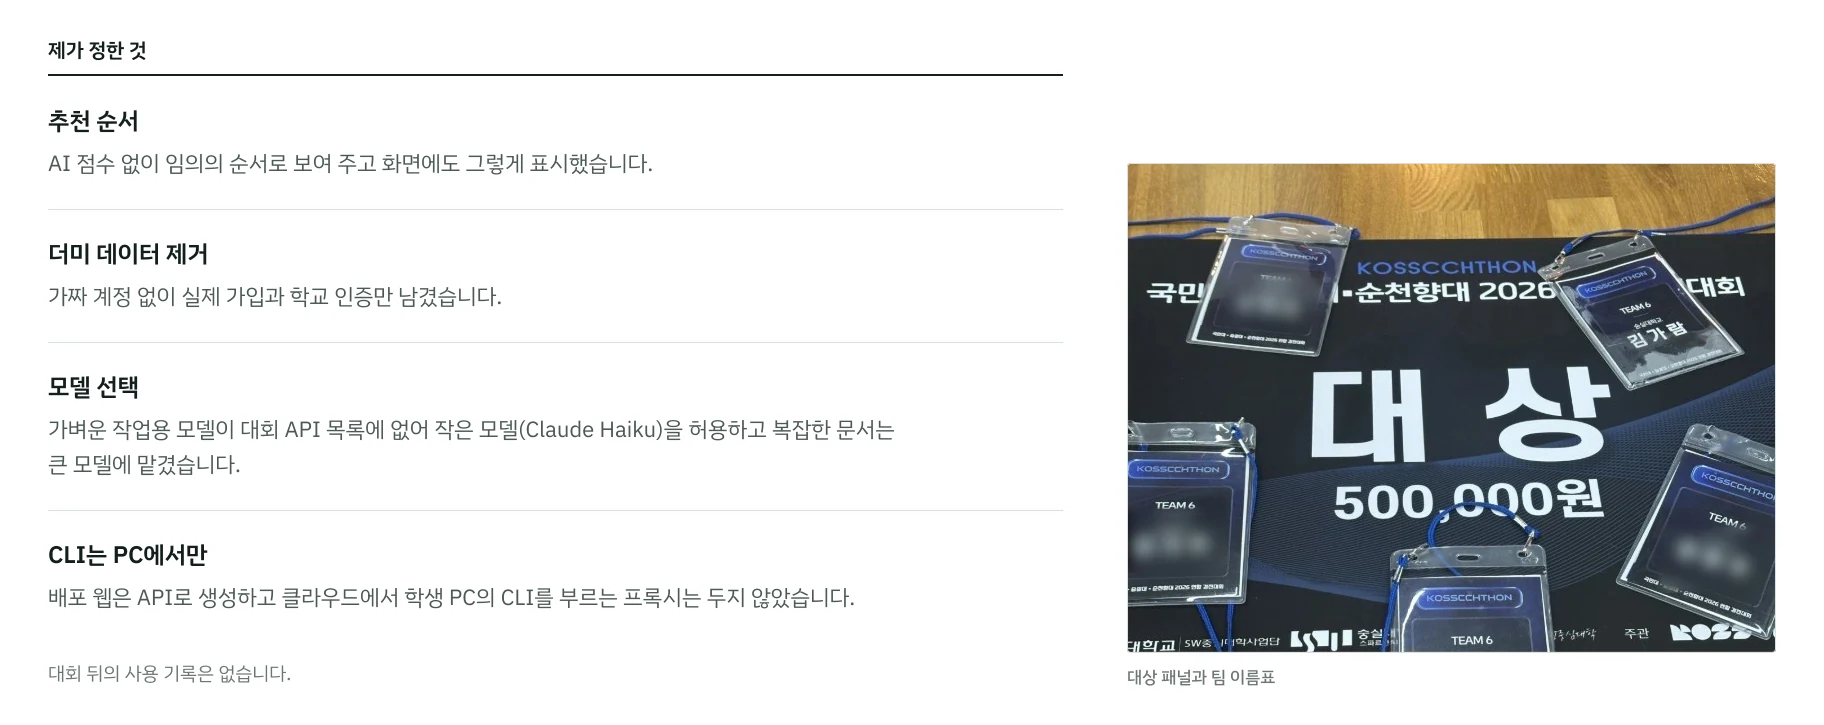 제가 정한 것
추천 순서
AI 점수 없이 임의의 순서로 보여 주고 화면에도 그렇게 표시했습니다.
더미 데이터 제거
가짜 계정 없이 실제 가입과 학교 인증만 남겼습니다.
모델 선택
가벼운 작업용 모델이 대회 API 목록에 없어 작은 모델(Claude Haiku)을 허용하고 복잡한 문서는
큰 모델에 맡겼습니다.
CLI는 PC에서만
배포 웹은 API로 생성하고 클라우드에서 학생 PC의 CLI를 부르는 프록시는 두지 않았습니다.
대회 뒤의 사용 기록은 없습니다.
KOSSCCHTHON
국민 순천향대 2026 대회
대 상
500,000원
KOSSCCHTHON
TEAM
KOSSCCHTHON
TEAM 6
숭실대학교
김가람
KOSSCCHTHON
TEAM 6
KOSSCCHTHON
TEAM 6
KOSSCCHTHON
TEAM 6
대학교
주관
대상 패널과 팀 이름표